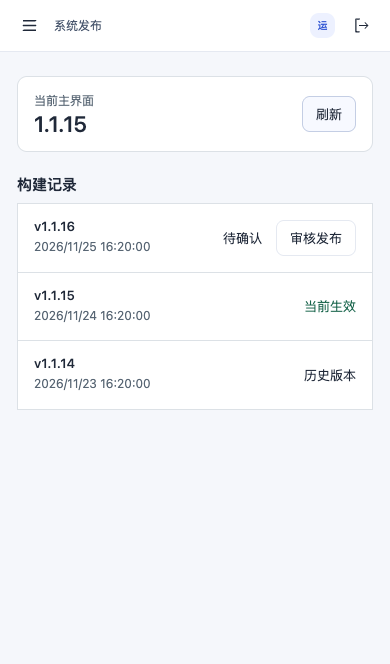 系统发布
运
当前主界面
1.1.15
刷新
构建记录
v1.1.16
2026/11/25 16:20:00
待确认
审核发布
v1.1.15
2026/11/24 16:20:00
当前生效
v1.1.14
2026/11/23 16:20:00
历史版本